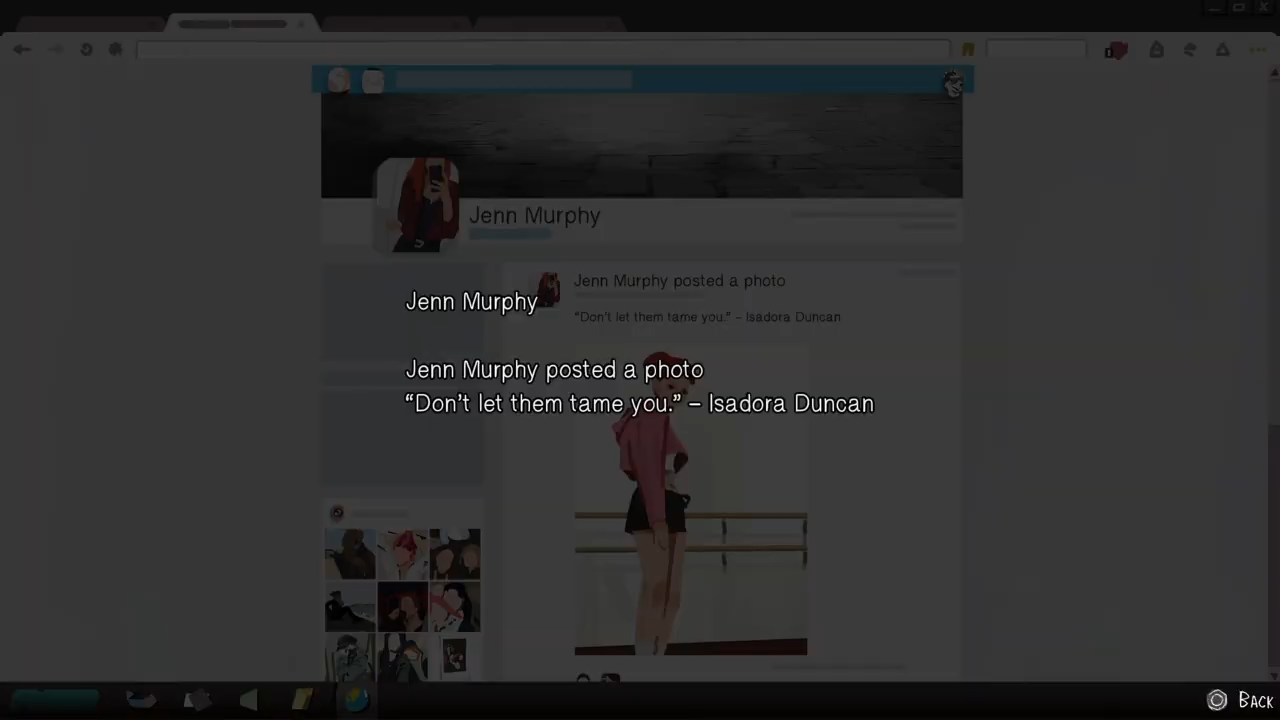 Jenn Murphy
Jenn Murphy posted a photo
"Don't let them tame you." – Isadora Duncan
Jenn Murphy
Jenn Murphy posted a photo
“Don’t let them tame you.” – Isadora Duncan
Back